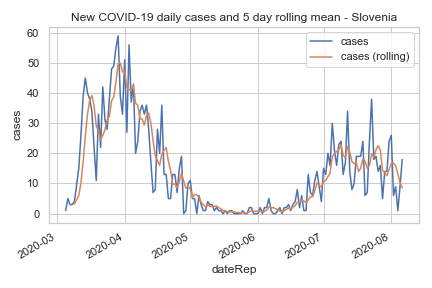 New COVID-19 daily cases and 5 day rolling mean - Slovenia
60
50
40
30
20
10
0
cases
cases
cases (rolling)
2020-03
2020-04
2020-05
2020-06
2020-07
2020-08
dateRep